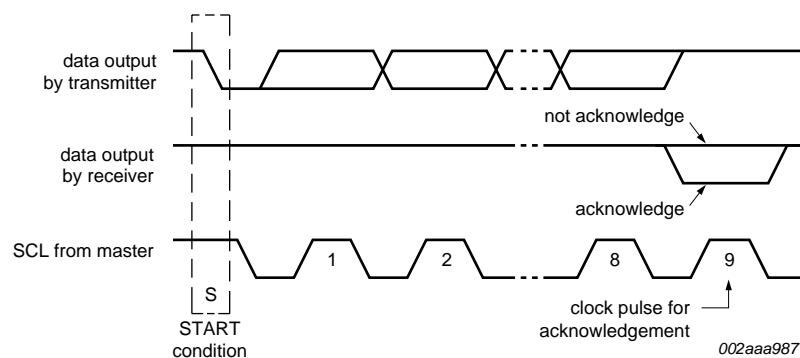 data output
by transmitter
not acknowledge
data output
by receiver
acknowledge
SCL from master
1
2
8
9
S
START
condition
clock pulse for
acknowledgement
002aaa987